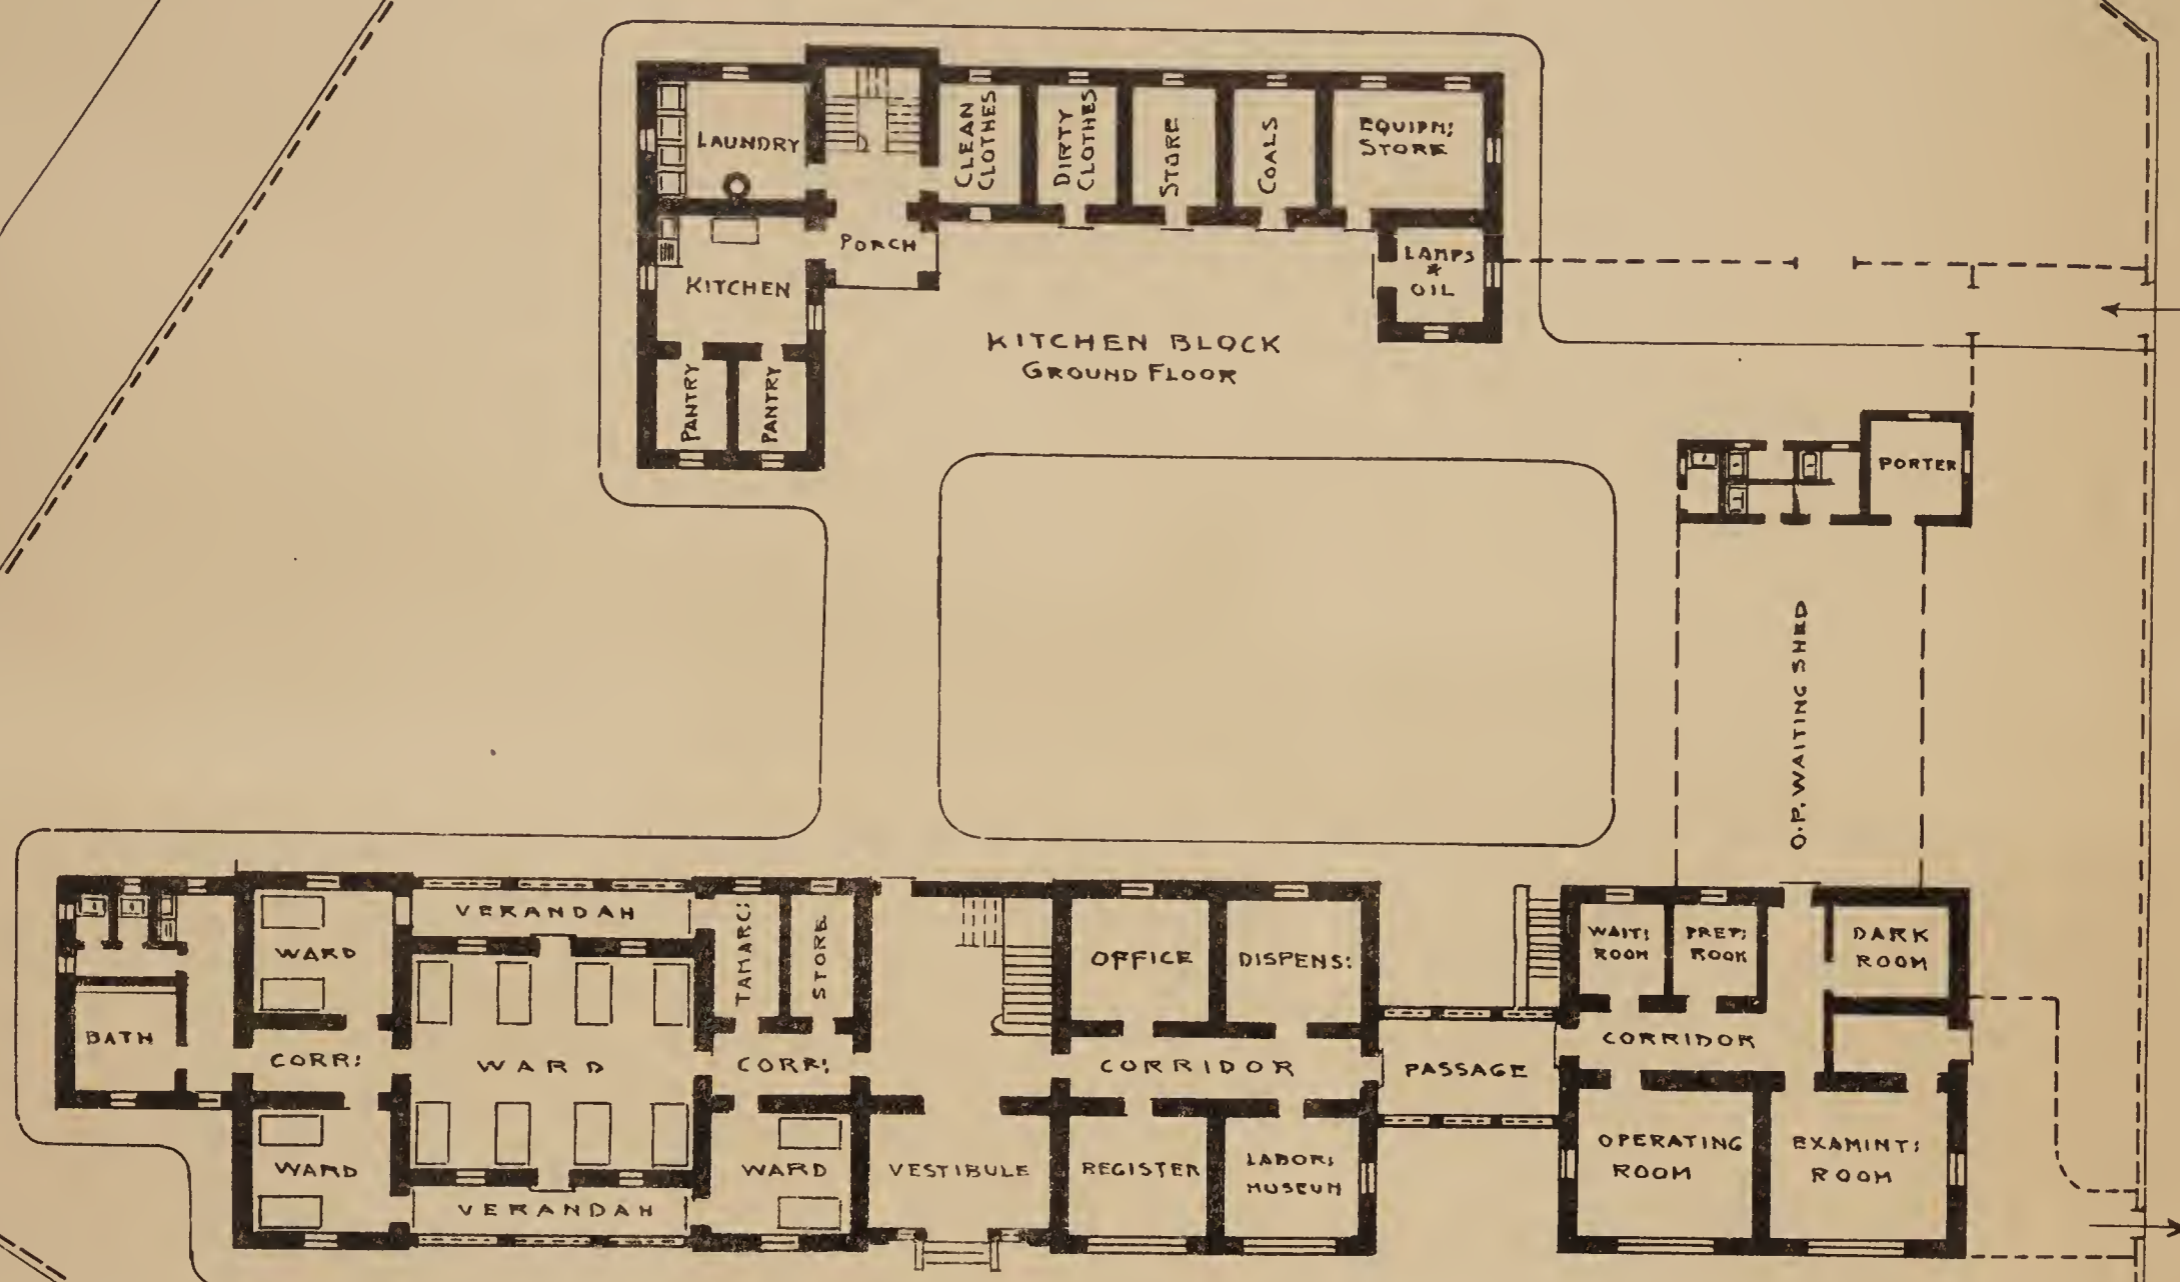 LAUNDRY
CLEAN
CLOTHES
DIRTY
CLOTHES
STORE
COALS
EQUIPM:
STORE
PORCH
KITCHEN
LAMPS
&
OIL
PANTRY
PANTRY
KITCHEN BLOCK
GROUND FLOOR
PORTER
O.P. WAITING SHED
VERANDAH
WARD
TAMARG:
STORE
OFFICE
DISPENS:
WAIT:
ROOM
PREP:
ROOM
DARK
ROOM
BATH
CORR:
WARD
CORR:
CORRIDOR
PASSAGE
CORRIDOR
WARD
VERANDAH
WARD
VESTIBULE
REGISTER
LABOR:
MUSEUM
OPERATING
ROOM
EXAMINT:
ROOM